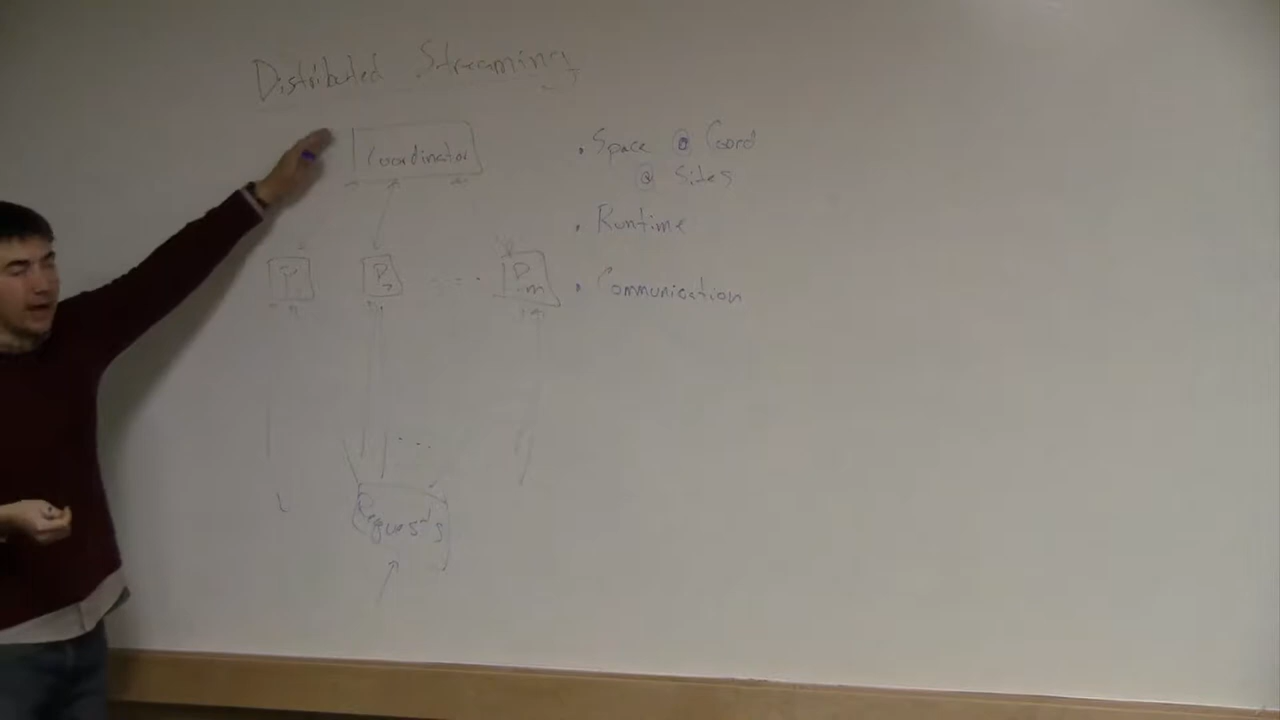 Distributed Streaming
Coordinator
• Space @ Coord
@ Sites
• Runtime
P1 P2 .... Pm
• Communication
...
Requests